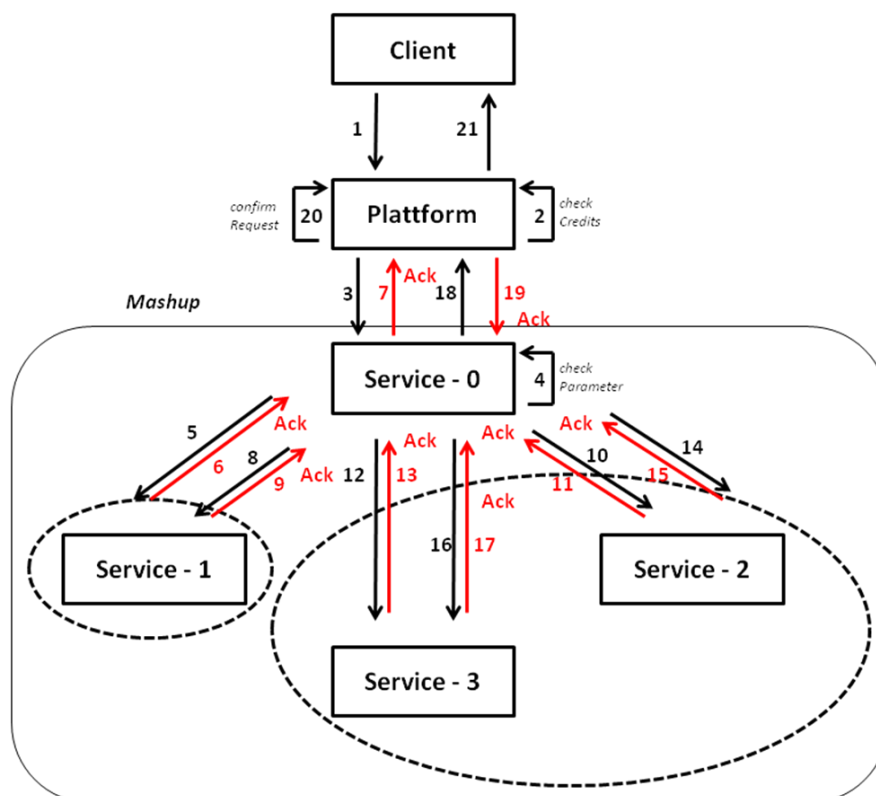 Client
1
21
confirm
Request
20
Plattform
2
check
Credits
3
7
Ack
18
19
Ack
Mashup
Service - 0
4
check
Parameter
5
6
Ack
8
9
Ack
12
13
Ack
Ack
10
11
14
15
16
17
Ack
Service - 1
Service - 2
Service - 3